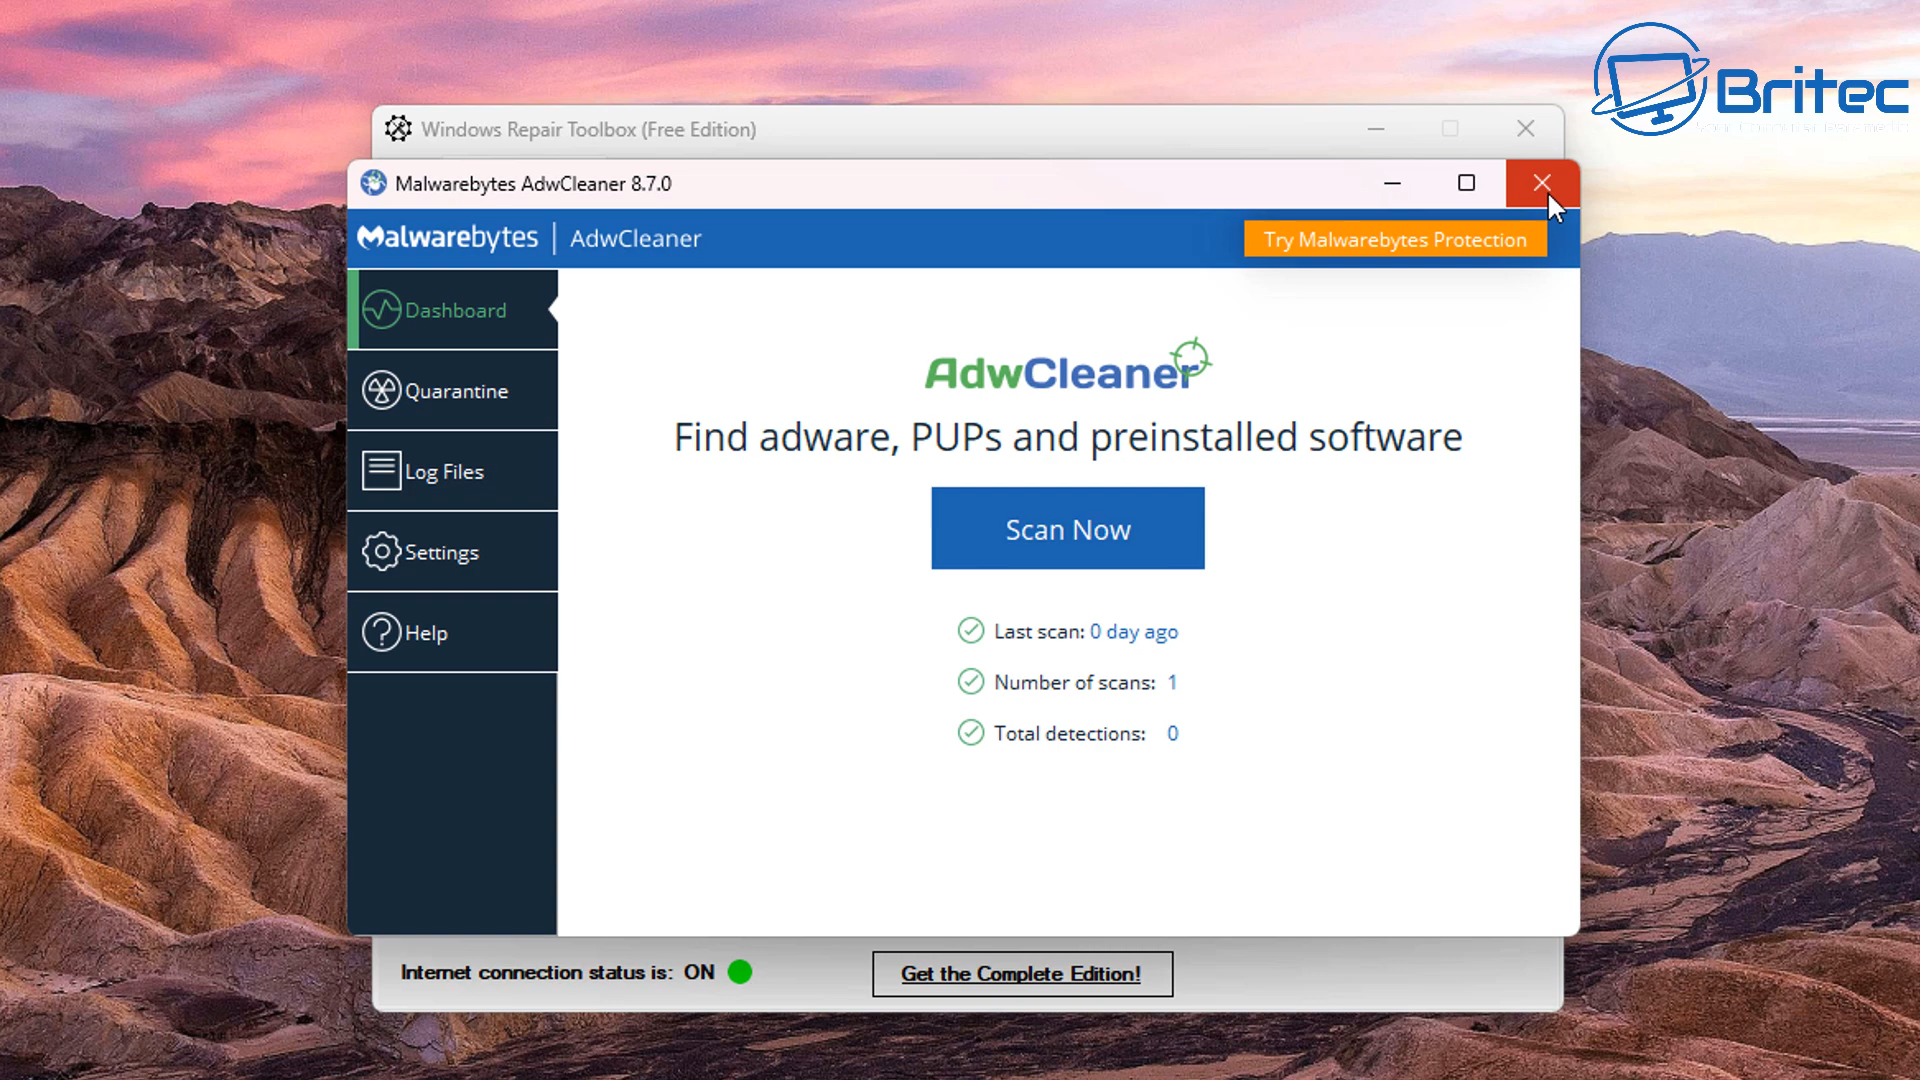 Britec
Windows Repair Toolbox (Free Edition)
Malwarebytes AdwCleaner 8.7.0
Malwarebytes | AdwCleaner
Try Malwarebytes Protection
Dashboard
Quarantine
Log Files
Settings
Help
AdwCleaner
Find adware, PUPs and preinstalled software
Scan Now
Last scan: 0 day ago
Number of scans: 1
Total detections: 0
Internet connection status is: ON
Get the Complete Edition!